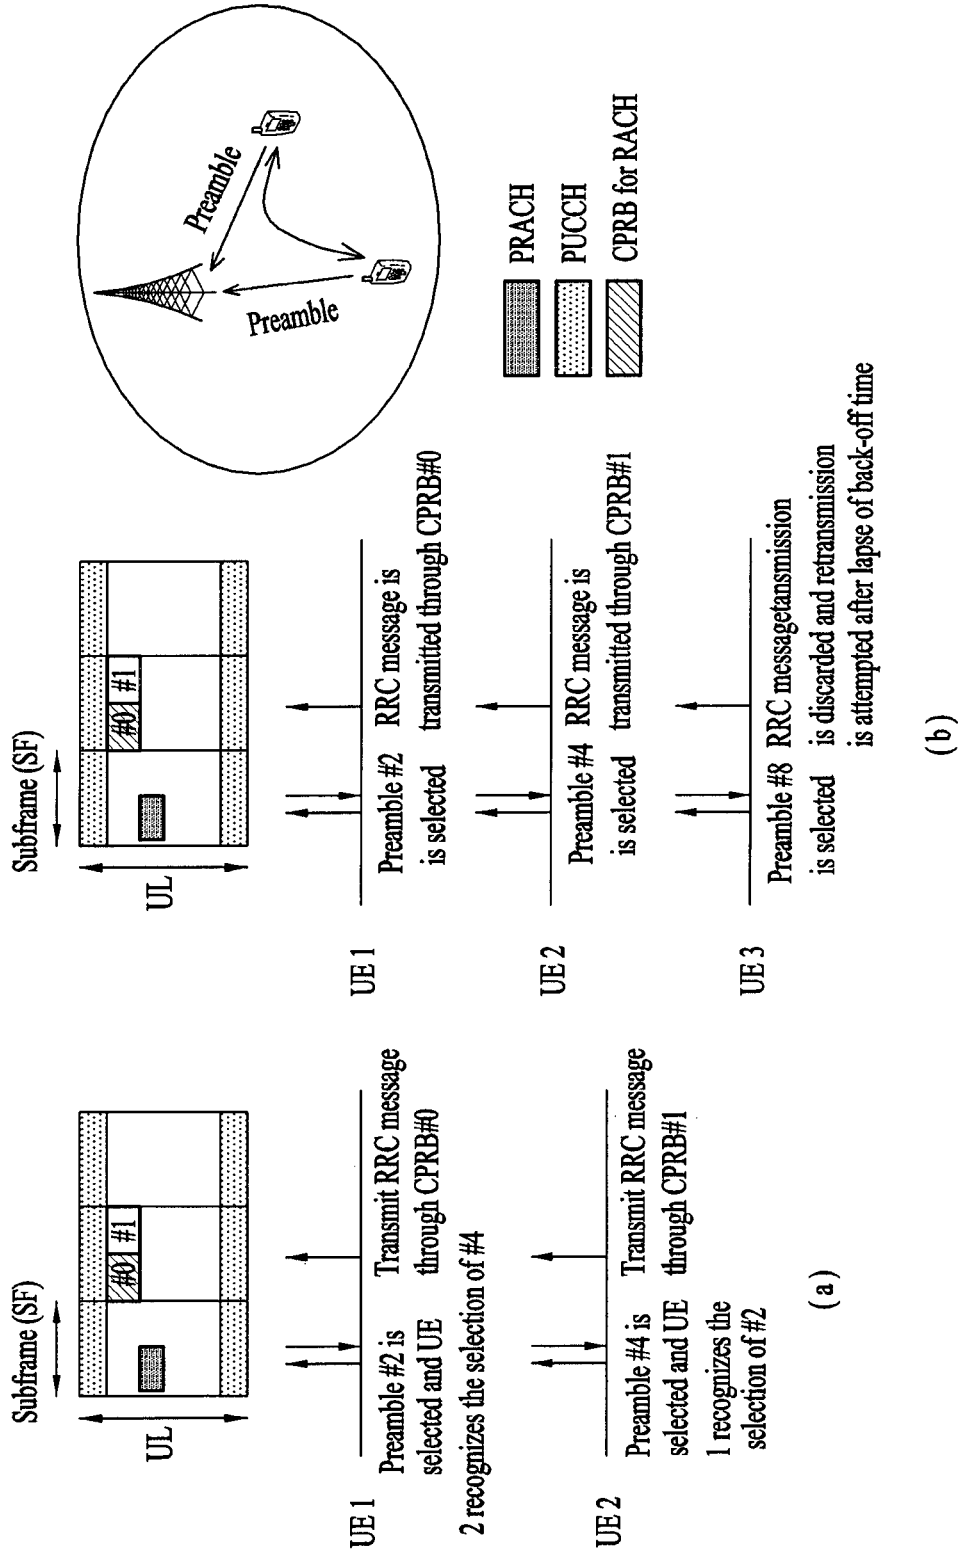 Subframe (SF)
UL
#0
#1
UE 1
Preamble #2 is
selected and UE
2 recognizes the selection of #4
Transmit RRC message
through CPRB#0
UE 2
Preamble #4 is
selected and UE
1 recognizes the
selection of #2
Transmit RRC message
through CPRB#1
(a)
Subframe (SF)
UL
#0
#1
UE 1
Preamble #2
is selected
RRC message is
transmitted through CPRB#0
UE 2
Preamble #4
is selected
RRC message is
transmitted through CPRB#1
UE 3
Preamble #8
is selected
RRC messagetansmission
is discarded and retransmission
is attempted after lapse of back-off time
(b)
Preamble
Preamble
PRACH
PUCCH
CPRB for RACH